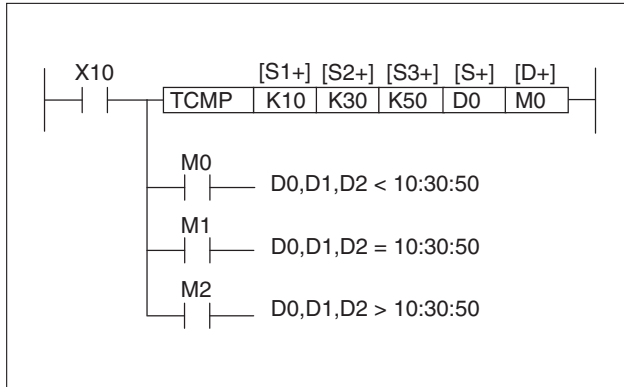 X10
[S1+] [S2+] [S3+] [S+] [D+]
TCMP K10 K30 K50 D0 M0
M0
D0,D1,D2 < 10:30:50
M1
D0,D1,D2 = 10:30:50
M2
D0,D1,D2 > 10:30:50